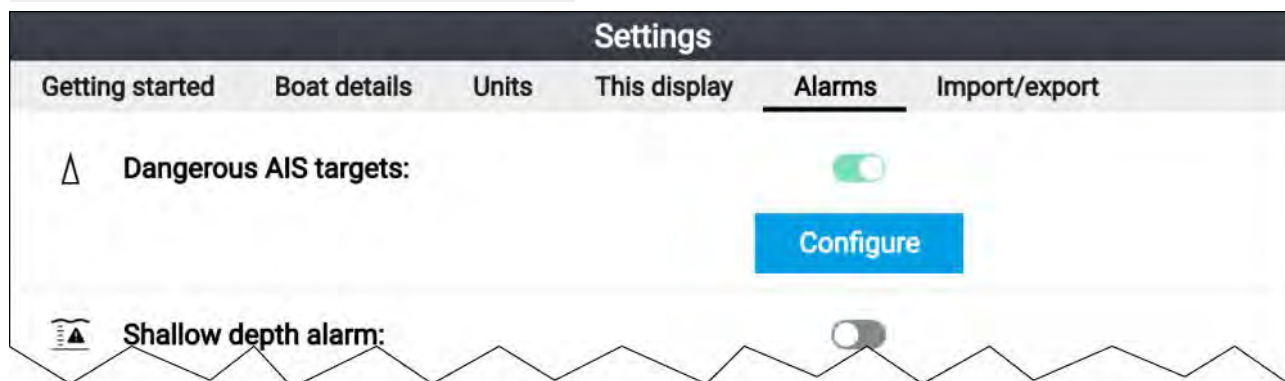 Settings
Getting started Boat details Units This display Alarms Import/export
Dangerous AIS targets:
Configure
Shallow depth alarm: